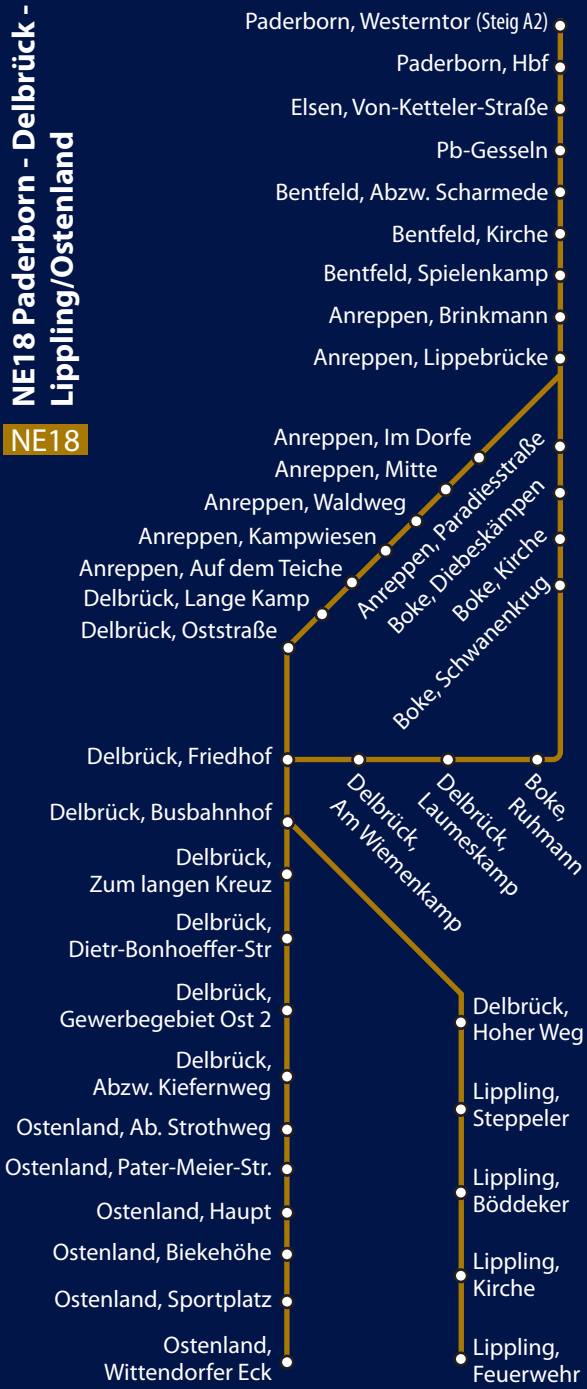 NE18 Paderborn - Delbrück -
Lippling/Ostenland
NE18
Paderborn, Westerntor (Steig A2)
Paderborn, Hbf
Elsen, Von-Ketteler-Straße
Pb-Gesseln
Bentfeld, Abzw. Scharmede
Bentfeld, Kirche
Bentfeld, Spielenkamp
Anreppen, Brinkmann
Anreppen, Lippebrücke
Anreppen, Im Dorfe
Anreppen, Mitte
Anreppen, Waldweg
Anreppen, Kampwiesen
Anreppen, Auf dem Teiche
Delbrück, Lange Kamp
Delbrück, Oststraße
Anreppen, Paradiesstraße
Boke, Diebeskämpen
Boke, Kirche
Boke, Schwanenkrug
Boke,
Ruhmann
Delbrück,
Laumeskamp
Delbrück,
Am Wiemenkamp
Delbrück, Friedhof
Delbrück, Busbahnhof
Delbrück,
Zum langen Kreuz
Delbrück,
Dietr-Bonhoeffer-Str
Delbrück,
Gewerbegebiet Ost 2
Delbrück,
Abzw. Kiefernweg
Ostenland, Ab. Strothweg
Ostenland, Pater-Meier-Str.
Ostenland, Haupt
Ostenland, Biekehöhe
Ostenland, Sportplatz
Ostenland,
Wittendorfer Eck
Delbrück,
Hoher Weg
Lippling,
Steppeler
Lippling,
Böddeker
Lippling,
Kirche
Lippling,
Feuerwehr